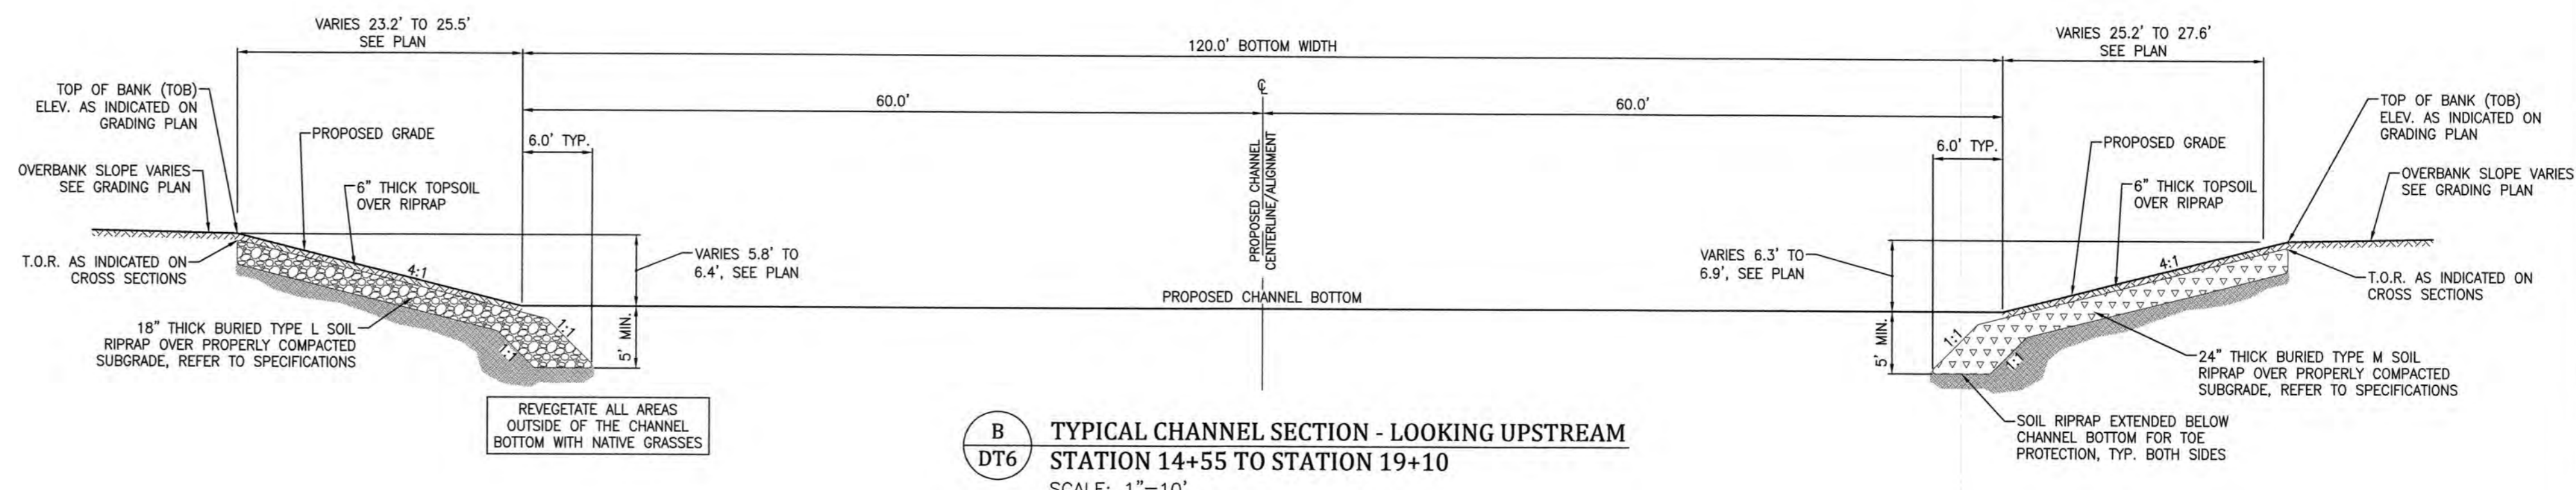 VARIES 23.2' TO 25.5'
SEE PLAN
120.0' BOTTOM WIDTH
VARIES 25.2' TO 27.6'
SEE PLAN
TOP OF BANK (TOB)
ELEV. AS INDICATED ON
GRADING PLAN
60.0'
℄
60.0'
TOP OF BANK (TOB)
ELEV. AS INDICATED ON
GRADING PLAN
PROPOSED GRADE
6.0' TYP.
PROPOSED CHANNEL
CENTERLINE/ALIGNMENT
6.0' TYP.
PROPOSED GRADE
OVERBANK SLOPE VARIES
SEE GRADING PLAN
6" THICK TOPSOIL
OVER RIPRAP
6" THICK TOPSOIL
OVER RIPRAP
OVERBANK SLOPE VARIES
SEE GRADING PLAN
T.O.R. AS INDICATED ON
CROSS SECTIONS
4:1
VARIES 5.8' TO
6.4', SEE PLAN
VARIES 6.3' TO
6.9', SEE PLAN
4:1
T.O.R. AS INDICATED ON
CROSS SECTIONS
PROPOSED CHANNEL BOTTOM
18" THICK BURIED TYPE L SOIL
RIPRAP OVER PROPERLY COMPACTED
SUBGRADE, REFER TO SPECIFICATIONS
1:1
1:1
5' MIN.
5' MIN.
1:1
1:1
24" THICK BURIED TYPE M SOIL
RIPRAP OVER PROPERLY COMPACTED
SUBGRADE, REFER TO SPECIFICATIONS
REVEGETATE ALL AREAS
OUTSIDE OF THE CHANNEL
BOTTOM WITH NATIVE GRASSES
SOIL RIPRAP EXTENDED BELOW
CHANNEL BOTTOM FOR TOE
PROTECTION, TYP. BOTH SIDES
B
DT6
TYPICAL CHANNEL SECTION - LOOKING UPSTREAM
STATION 14+55 TO STATION 19+10
SCALE: 1"=10'